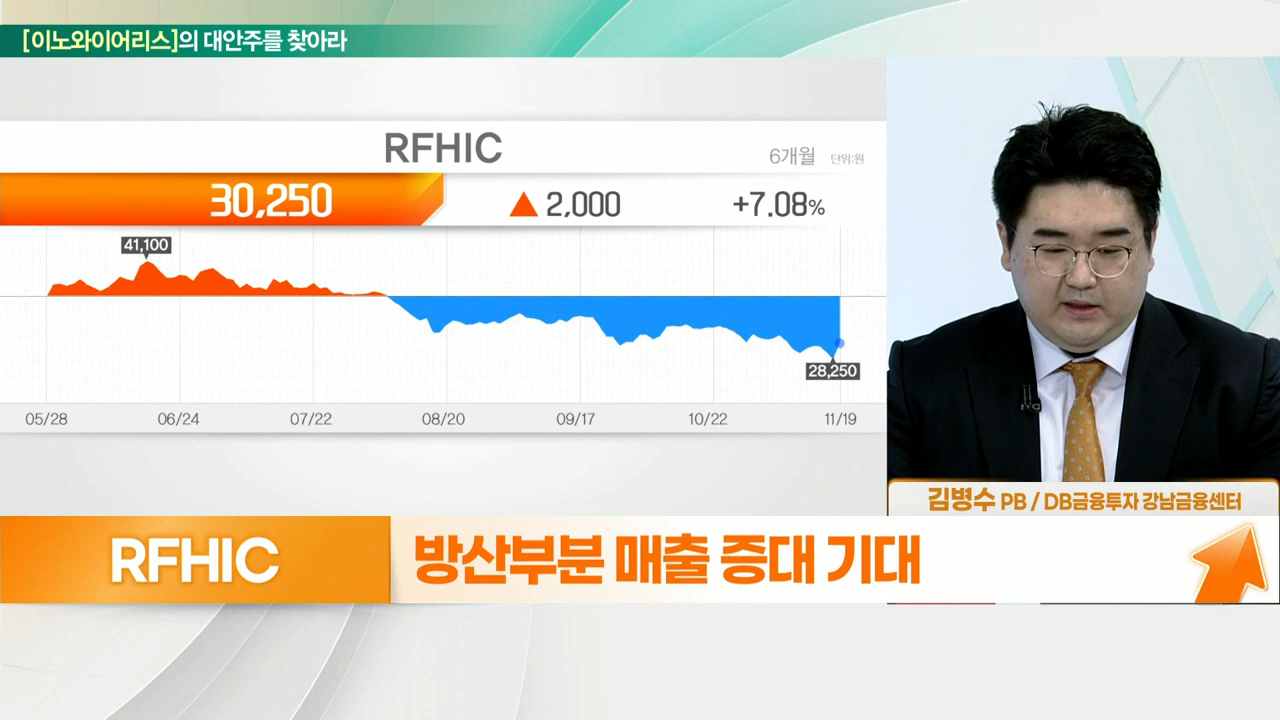 [이노와이어리스]의 대안주를 찾아라
RFHIC
6개월 단위:원
30,250 ▲ 2,000 +7.08%
41,100
28,250
05/28 06/24 07/22 08/20 09/17 10/22 11/19
김병수 PB / DB금융투자 강남금융센터
RFHIC 방산부분 매출 증대 기대